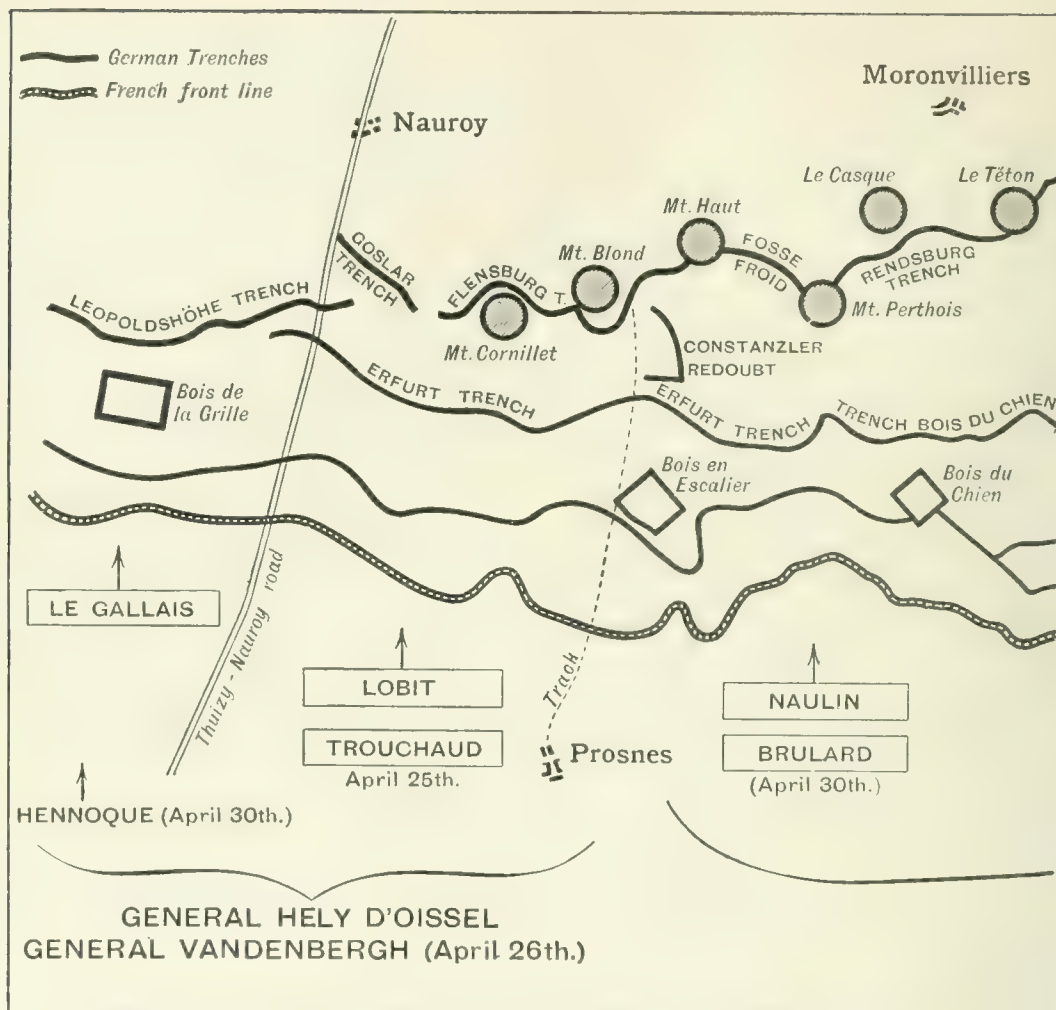 German Trenches
French front line
Moronvilliers
Nauroy
Le Casque
Le Téton
Mt. Haut
Mt. Blond
GOSLAR
TRENCH
FOSSE
FROID
RENDSBURG
TRENCH
LEOPOLDSHÖHE TRENCH
FLENSBURG T.
Mt. Perthois
Mt. Cornillet
CONSTANZLER
REDOUBT
Bois de
la Grille
ERFURT TRENCH
ERFURT TRENCH
TRENCH BOIS DU CHIEN
Bois en
Escalier
Bois du
Chien
LE GALLAIS
Thuizy - Nauroy road
LOBIT
Track
NAULIN
TROUCHAUD
April 25th.
Prosnes
BRULARD
(April 30th.)
HENNOQUE (April 30th.)
GENERAL HELY D'OISSEL
GENERAL VANDENBERGH (April 26th.)